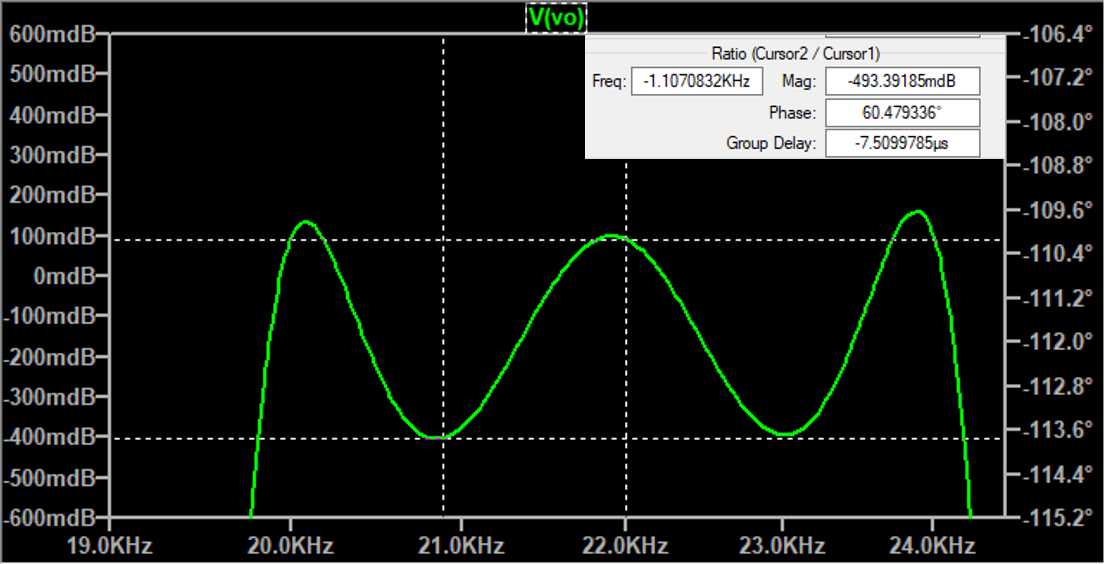 V(vo)
600mdB
500mdB
400mdB
300mdB
200mdB
100mdB
0mdB
-100mdB
-200mdB
-300mdB
-400mdB
-500mdB
-600mdB
Ratio (Cursor2 / Cursor1)
Freq: -1.1070832KHz Mag: -493.39185mdB
Phase: 60.479336°
Group Delay: -7.5099785µs
-106.4°
-107.2°
-108.0°
-108.8°
-109.6°
-110.4°
-111.2°
-112.0°
-112.8°
-113.6°
-114.4°
-115.2°
19.0KHz 20.0KHz 21.0KHz 22.0KHz 23.0KHz 24.0KHz